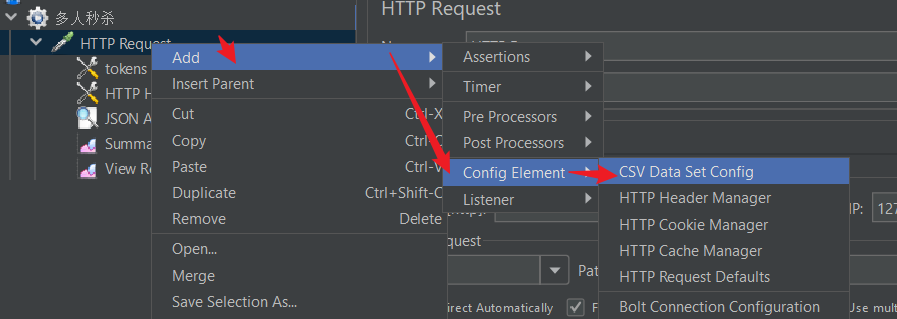 多人秒杀
HTTP Request
HTTP Request
tokens
HTTP H
JSON A
Summa
View Re
Add
Insert Parent
Cut Ctrl-X
Copy Ctrl-C
Paste Ctrl-V
Duplicate Ctrl+Shift-C
Remove Delete
Open...
Merge
Save Selection As...
Assertions
Timer
Pre Processors
Post Processors
Config Element
Listener
CSV Data Set Config
HTTP Header Manager
HTTP Cookie Manager
HTTP Cache Manager
HTTP Request Defaults
Bolt Connection Configuration
IP: 127
quest
Pat
direct Automatically
Use mult